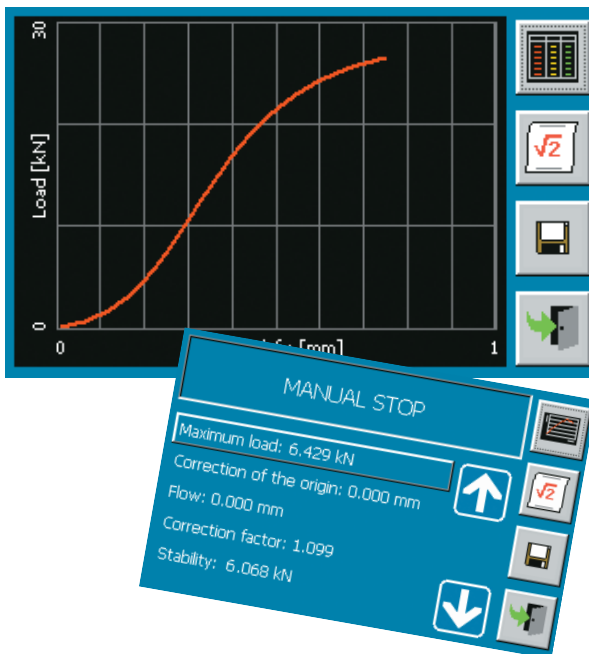 30
Load [kN]
0
0
[mm]
1
√2
MANUAL STOP
Maximum load: 6.429 kN
Correction of the origin: 0.000 mm
Flow: 0.000 mm
Correction factor: 1.099
Stability: 6.068 kN
√2